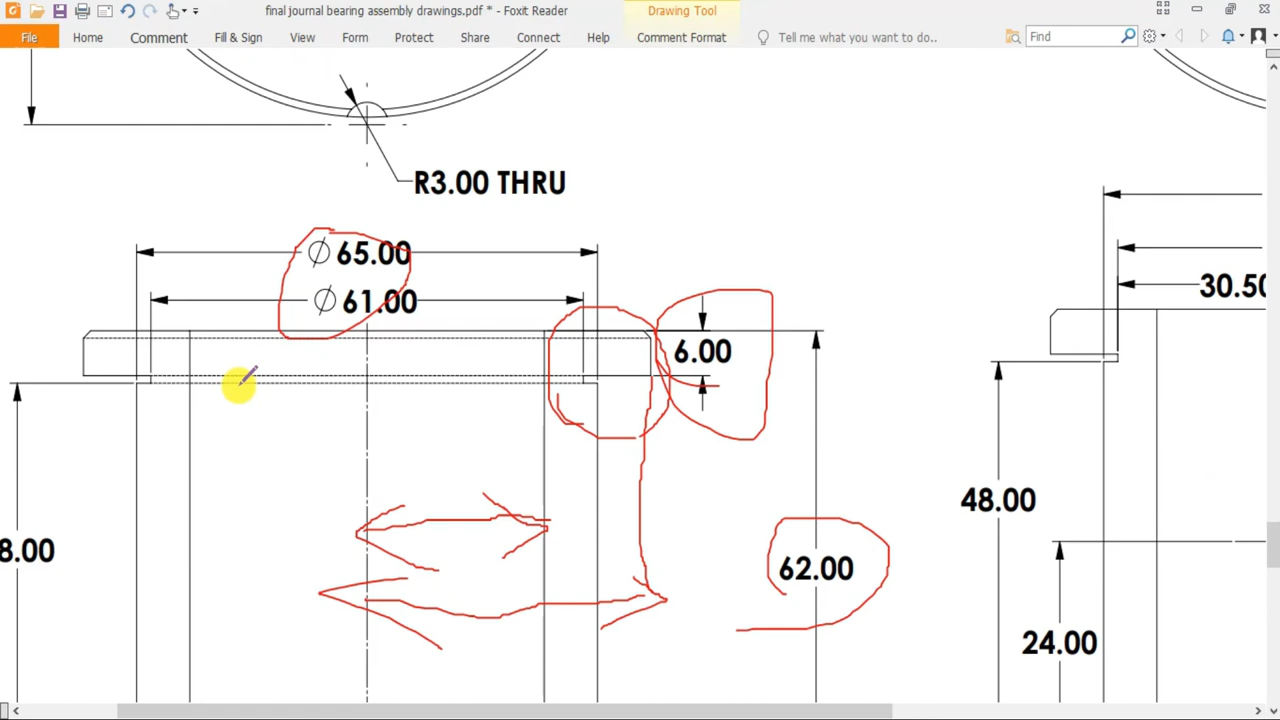 final journal bearing assembly drawings.pdf * - Foxit Reader
Drawing Tool
File
Home
Comment
Fill & Sign
View
Form
Protect
Share
Connect
Help
Comment Format
Tell me what you want to do..
Find
R3.00 THRU
∅ 65.00
∅ 61.00
6.00
30.50
48.00
8.00
62.00
24.00